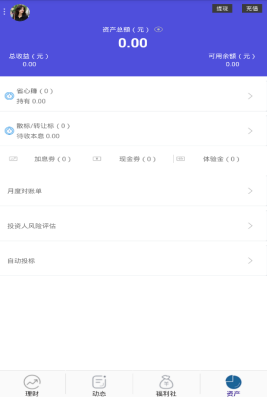 提现 充值
资产总额（元）
0.00
总收益（元） 可用余额（元）
0.00 0.00
省心赚（0）
持有 0.00
散标/转让标（0）
待收本息 0.00
加息券（0） 现金券（0） 体验金（0）
月度对账单
投资人风险评估
自动投标
理财 动态 福利社 资产